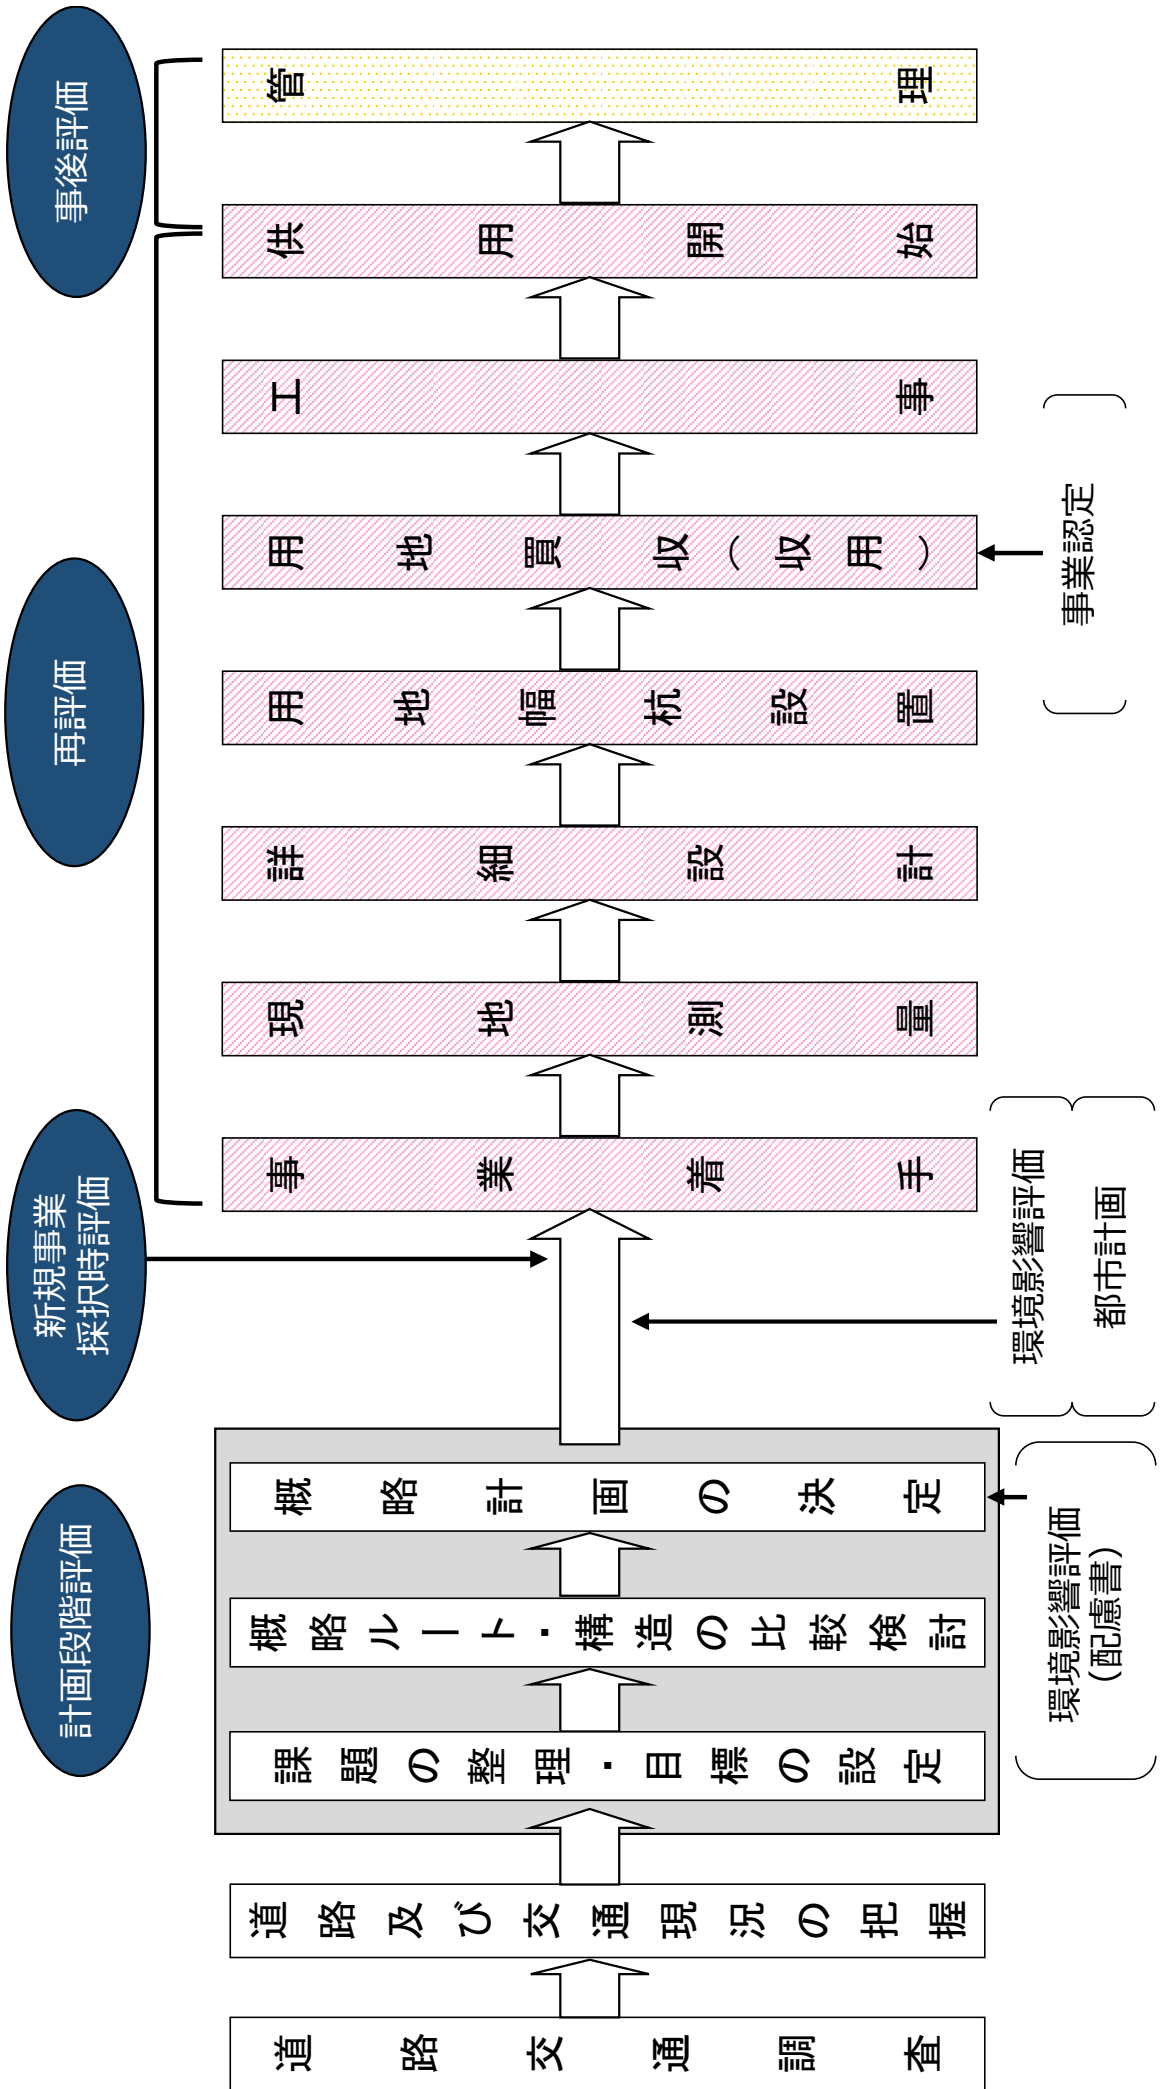 計画段階評価
新規事業
採択時評価
再評価
事後評価
道路交通調査
道路及び交通現況の把握
課題の整理・目標の設定
概略ルート・構造の比較検討
概略計画の決定
事業着手
現地測量
詳細設計
用地幅杭設置
用地買収(収用)
工事
供用開始
管理
環境影響評価
(配慮書)
環境影響評価
都市計画
事業認定